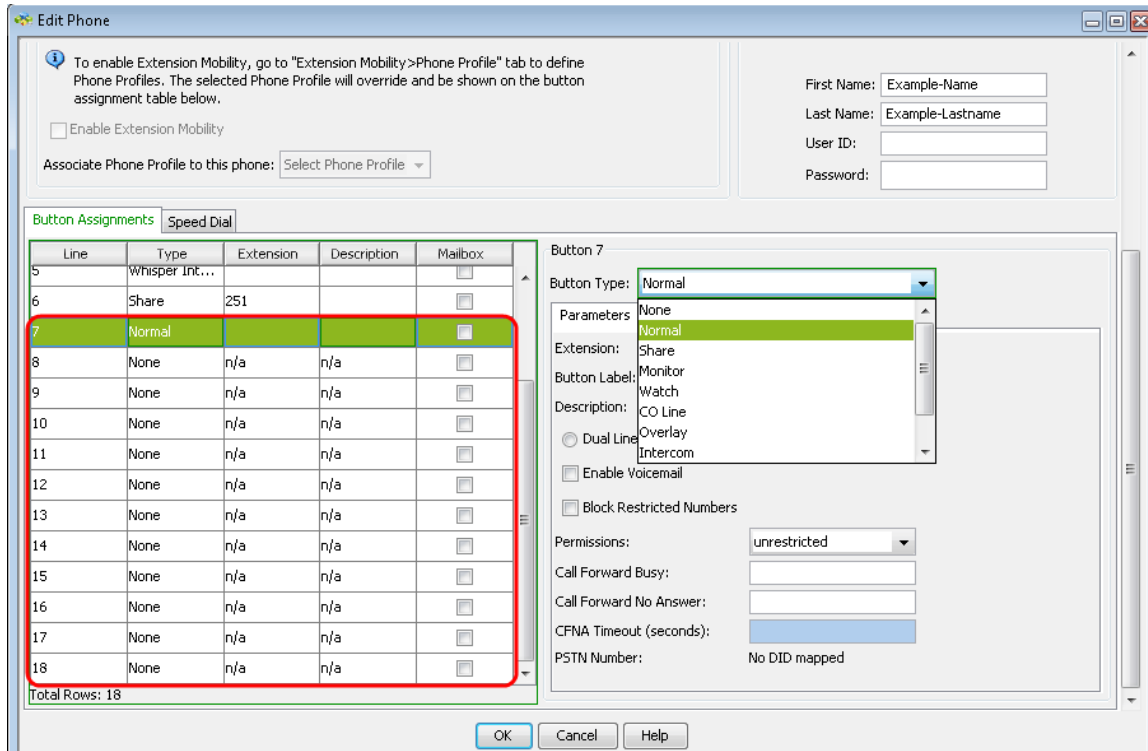 Edit Phone
To enable Extension Mobility, go to "Extension Mobility>Phone Profile" tab to define
Phone Profiles. The selected Phone Profile will override and be shown on the button
assignment table below.
Enable Extension Mobility
Associate Phone Profile to this phone: Select Phone Profile
First Name: Example-Name
Last Name: Example-Lastname
User ID:
Password:
Button Assignments Speed Dial
Line Type Extension Description Mailbox
5 Whisper Int...
6 Share 251
7 Normal
8 None n/a n/a
9 None n/a n/a
10 None n/a n/a
11 None n/a n/a
12 None n/a n/a
13 None n/a n/a
14 None n/a n/a
15 None n/a n/a
16 None n/a n/a
17 None n/a n/a
18 None n/a n/a
Total Rows: 18
Button 7
Button Type: Normal
None
Normal
Share
Monitor
Watch
CO Line
Overlay
Intercom
Parameters
Extension:
Button Label:
Description:
Dual Line
Enable Voicemail
Block Restricted Numbers
Permissions: unrestricted
Call Forward Busy:
Call Forward No Answer:
CFNA Timeout (seconds):
PSTN Number: No DID mapped
OK Cancel Help